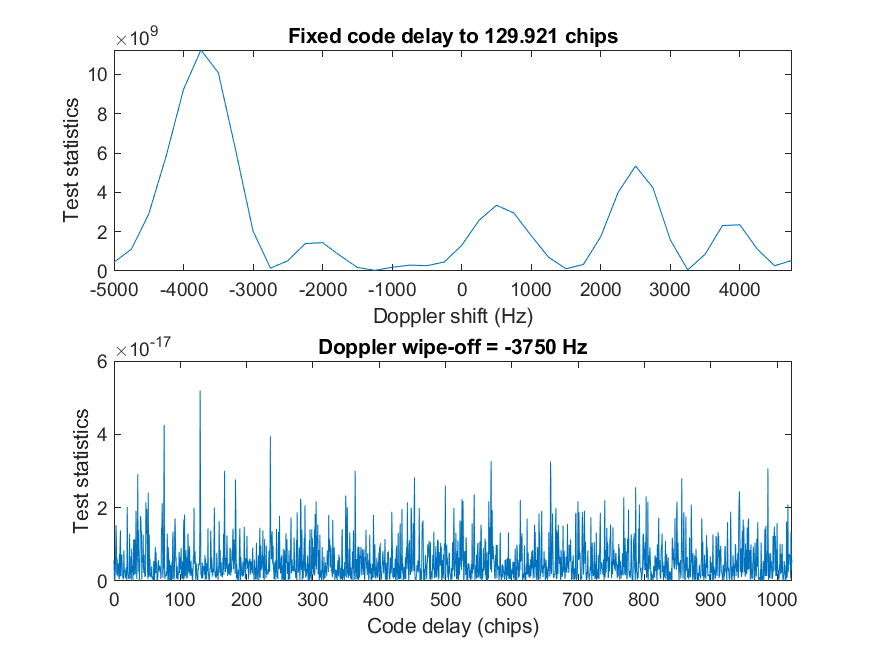 ×10^9
Fixed code delay to 129.921 chips
Test statistics
10
8
6
4
2
0
-5000 -4000 -3000 -2000 -1000 0 1000 2000 3000 4000
Doppler shift (Hz)
×10^-17
Doppler wipe-off = -3750 Hz
Test statistics
6
4
2
0
0 100 200 300 400 500 600 700 800 900 1000
Code delay (chips)